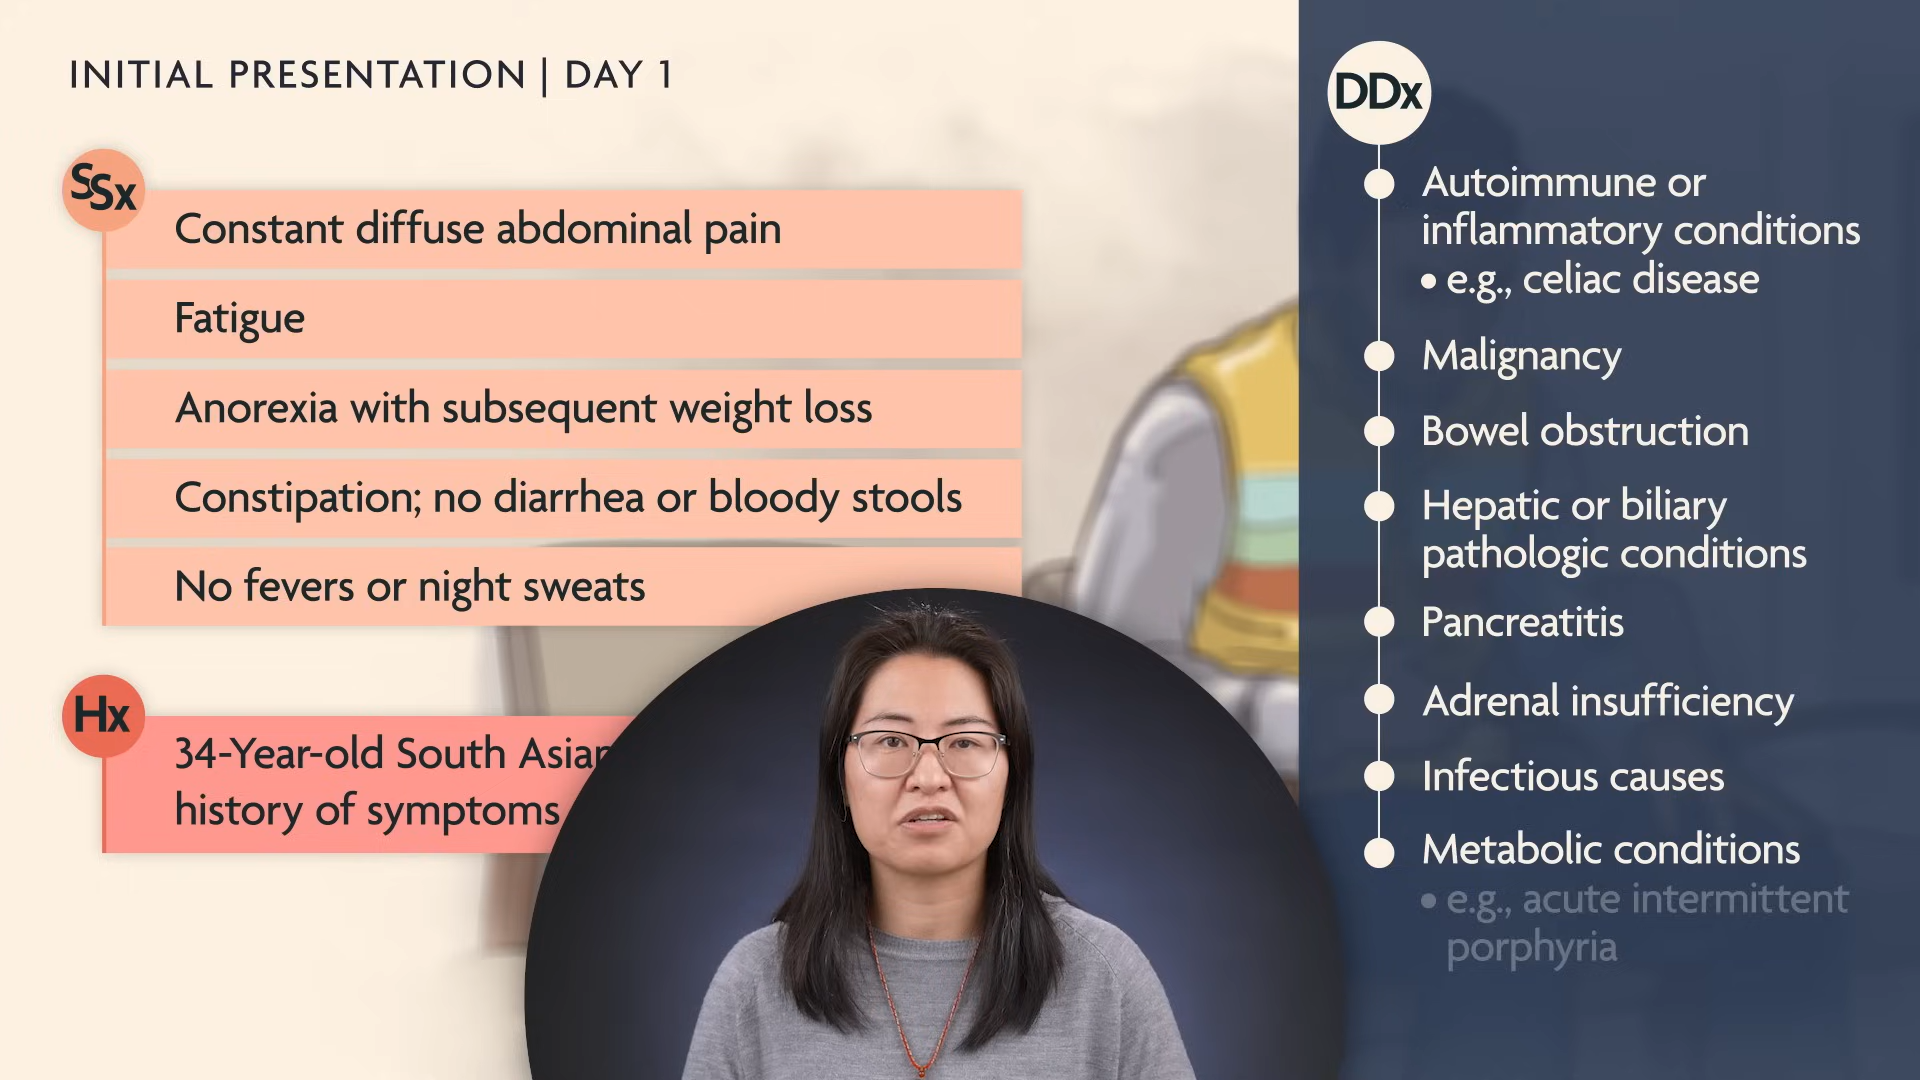 INITIAL PRESENTATION | DAY 1
SSx
Constant diffuse abdominal pain
Fatigue
Anorexia with subsequent weight loss
Constipation; no diarrhea or bloody stools
No fevers or night sweats
Hx
34-Year-old South Asian
history of symptoms
DDx
Autoimmune or
inflammatory conditions
• e.g., celiac disease
Malignancy
Bowel obstruction
Hepatic or biliary
pathologic conditions
Pancreatitis
Adrenal insufficiency
Infectious causes
Metabolic conditions
• e.g., acute intermittent
porphyria